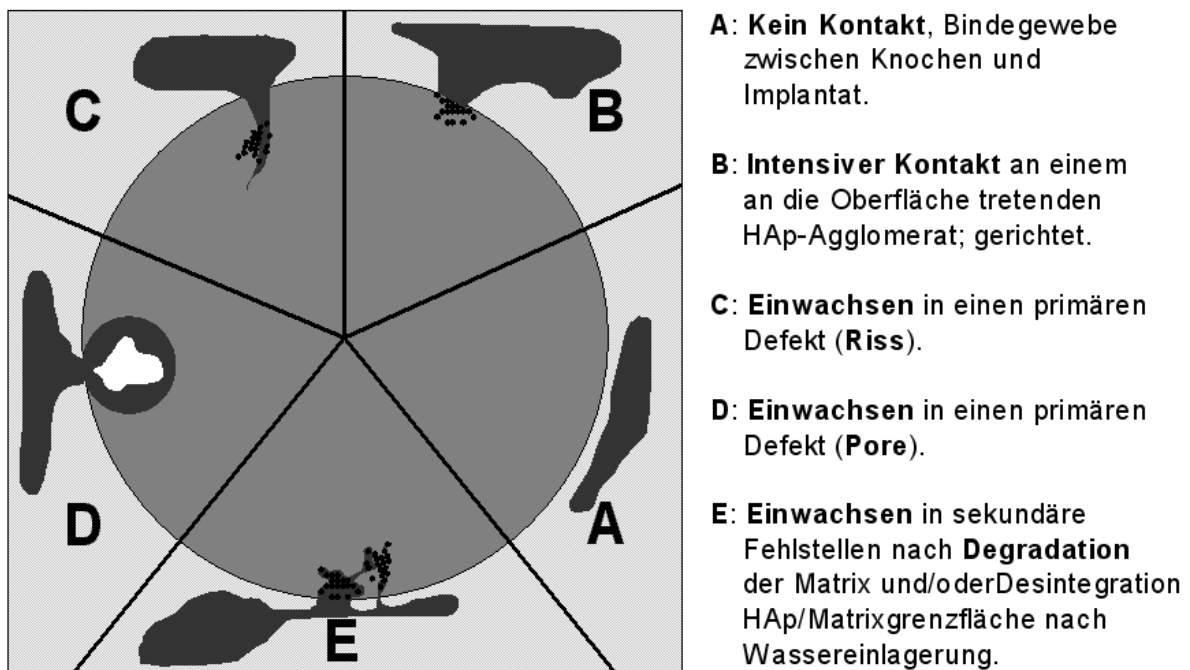 A
B
C
D
E
A: Kein Kontakt, Bindegewebe
zwischen Knochen und
Implantat.
B: Intensiver Kontakt an einem
an die Oberfläche tretenden
HAp-Agglomerat; gerichtet.
C: Einwachsen in einen primären
Defekt (Riss).
D: Einwachsen in einen primären
Defekt (Pore).
E: Einwachsen in sekundäre
Fehlstellen nach Degradation
der Matrix und/oderDesintegration
HAp/Matrixgrenzfläche nach
Wassereinlagerung.